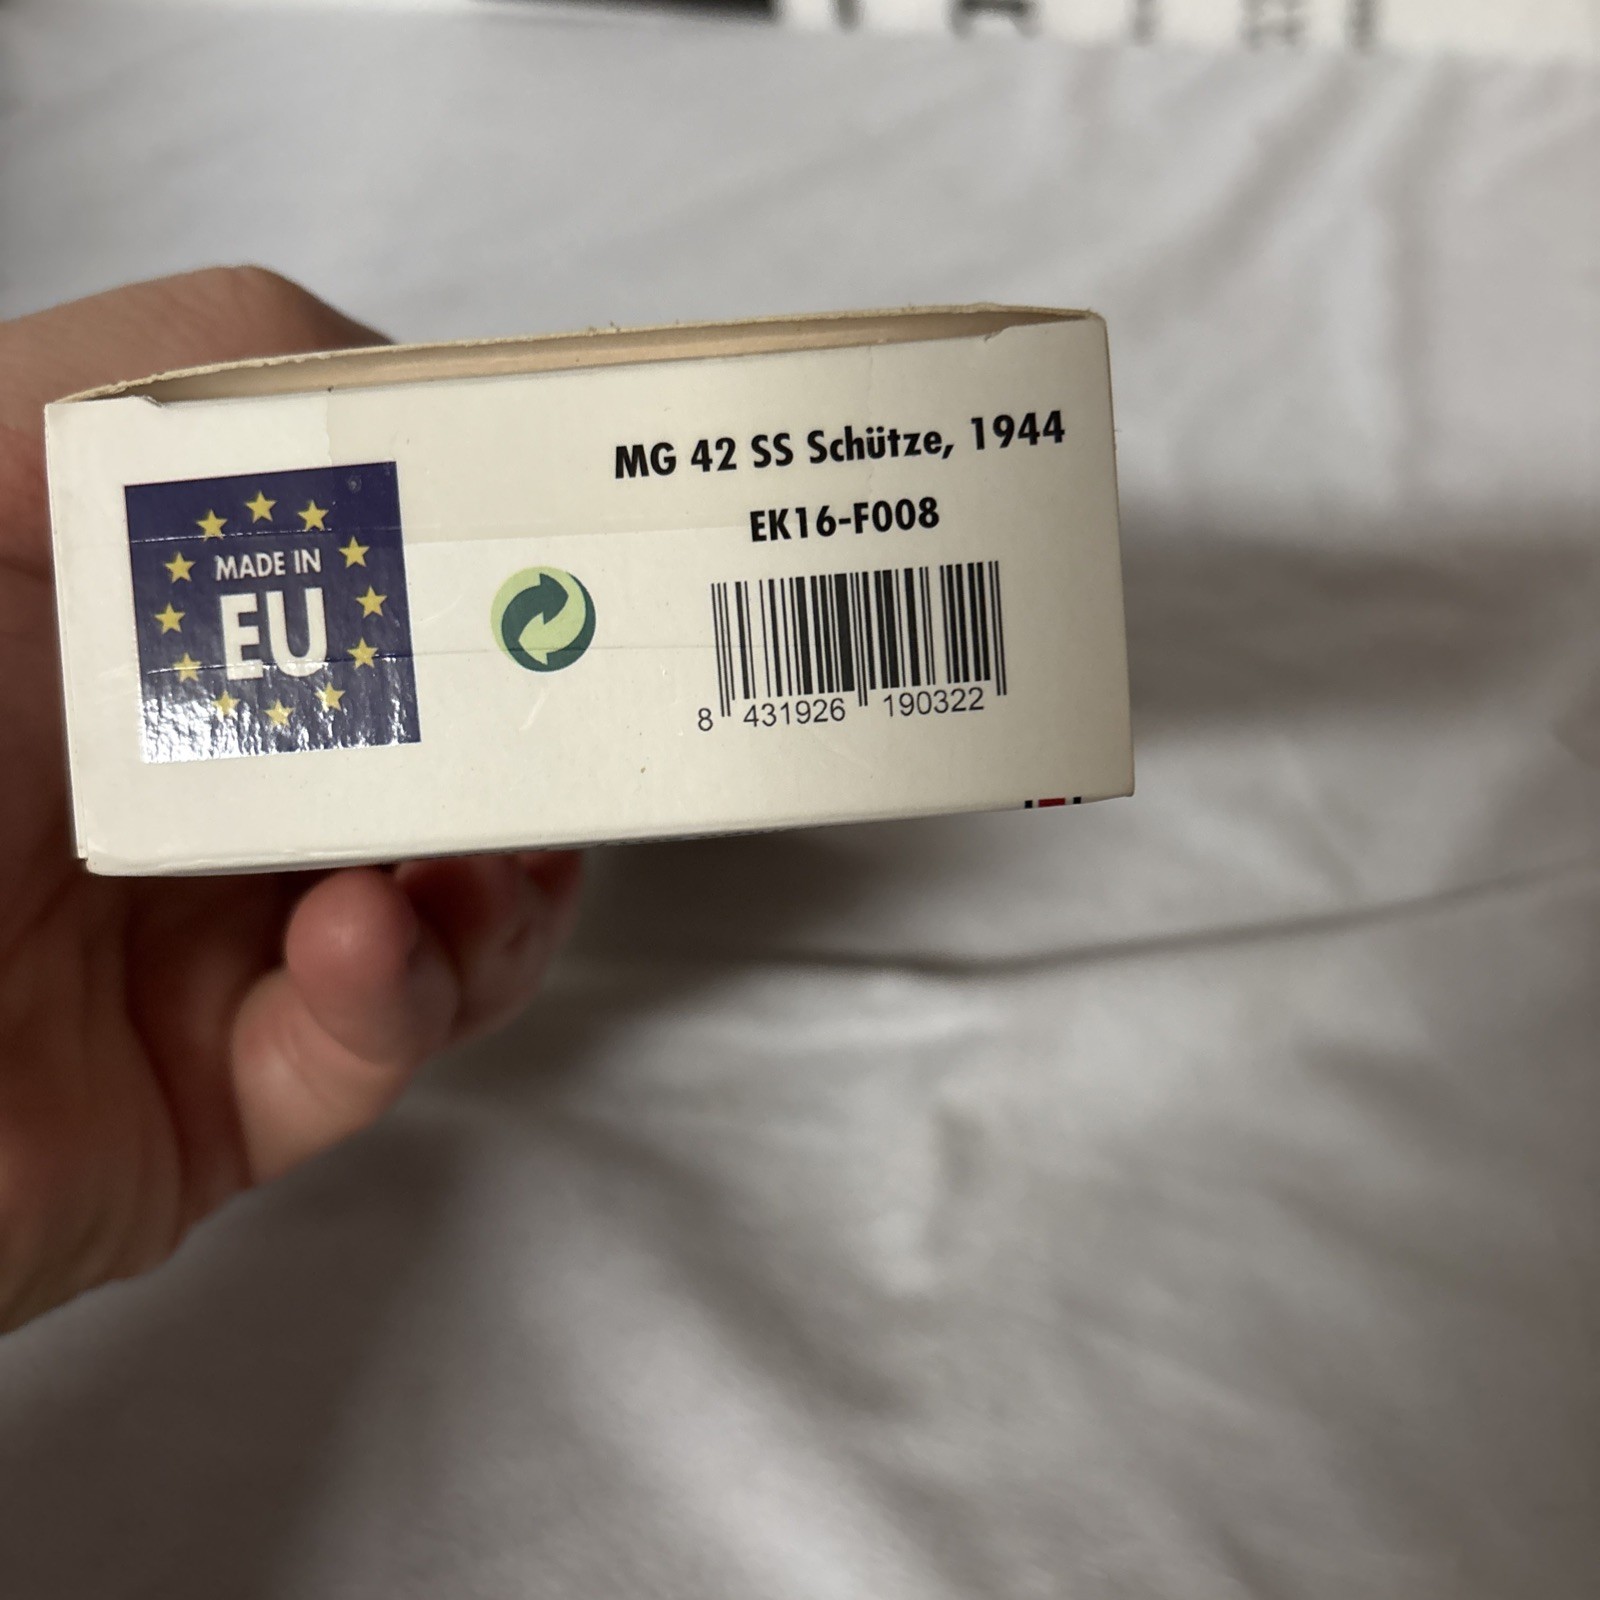 MG 42 SS Schütze, 1944
EK16-F008
MADE IN
EU
8 431926 190322